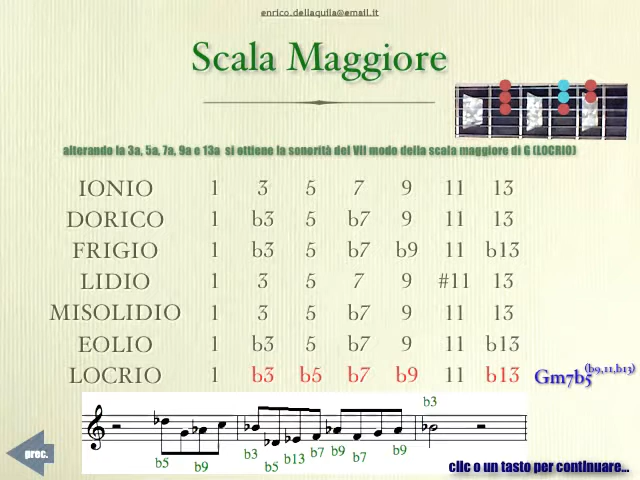 enrico.dellaquila@email.it
Scala Maggiore
alterando la 3a, 5a, 7a, 9a e 13a si ottiene la sonorità del VII modo della scala maggiore di G (LOCRIO)
IONIO 1 3 5 7 9 11 13
DORICO 1 b3 5 b7 9 11 13
FRIGIO 1 b3 5 b7 b9 11 b13
LIDIO 1 3 5 7 9 #11 13
MISOLIDIO 1 3 5 b7 9 11 13
EOLIO 1 b3 5 b7 9 11 b13
LOCRIO 1 b3 b5 b7 b9 11 b13 Gm7b5(b9,11,b13)
b3
b5 b9 b3 b5 b13 b7 b9 b7 b9
prec.
clic o un tasto per continuare...